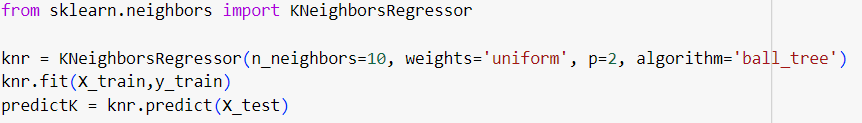 from sklearn.neighbors import KNeighborsRegressor
knr = KNeighborsRegressor(n_neighbors=10, weights='uniform', p=2, algorithm='ball_tree')
knr.fit(X_train,y_train)
predictK = knr.predict(X_test)